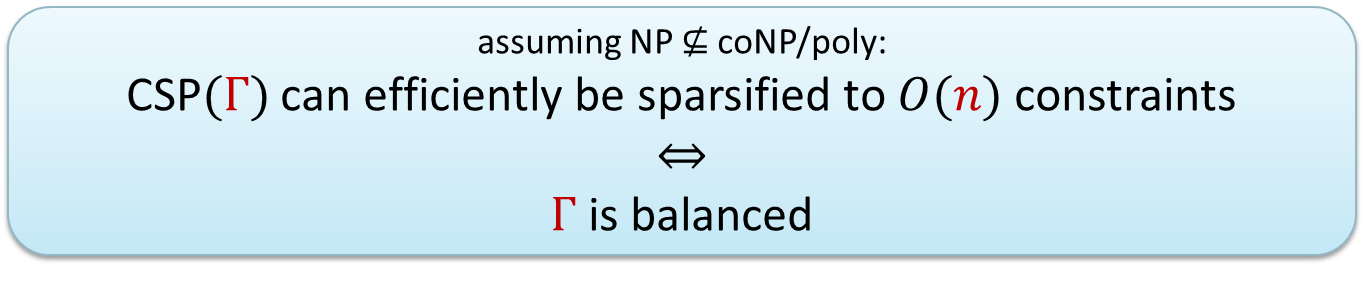 assuming NP ⊈ coNP/poly:
CSP(Γ) can efficiently be sparsified to 𝑂(𝑛) constraints
⇔
Γ is balanced